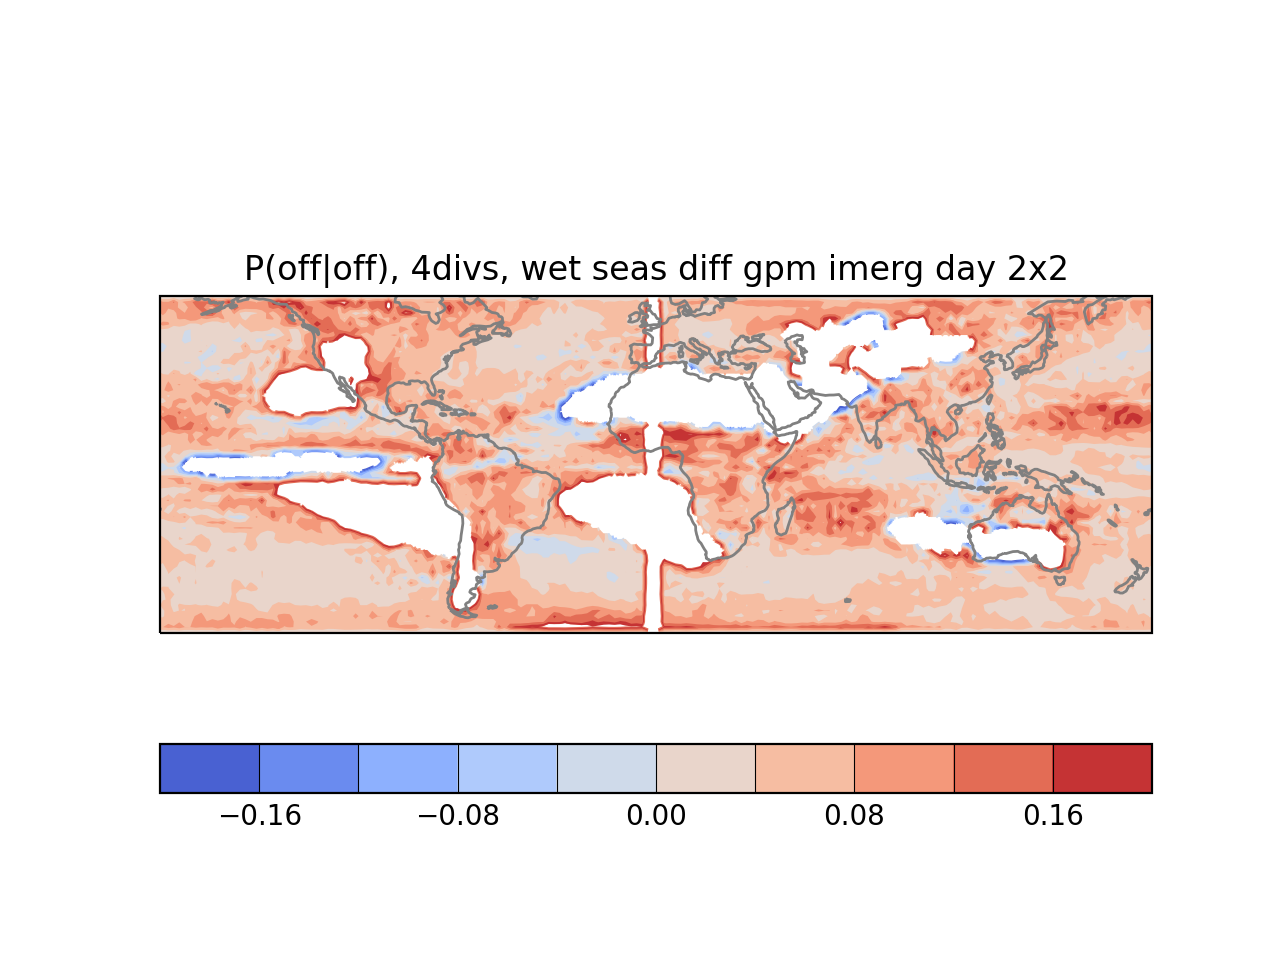 P(off|off), 4divs, wet seas diff gpm imerg day 2x2
−0.16 −0.08 0.00 0.08 0.16